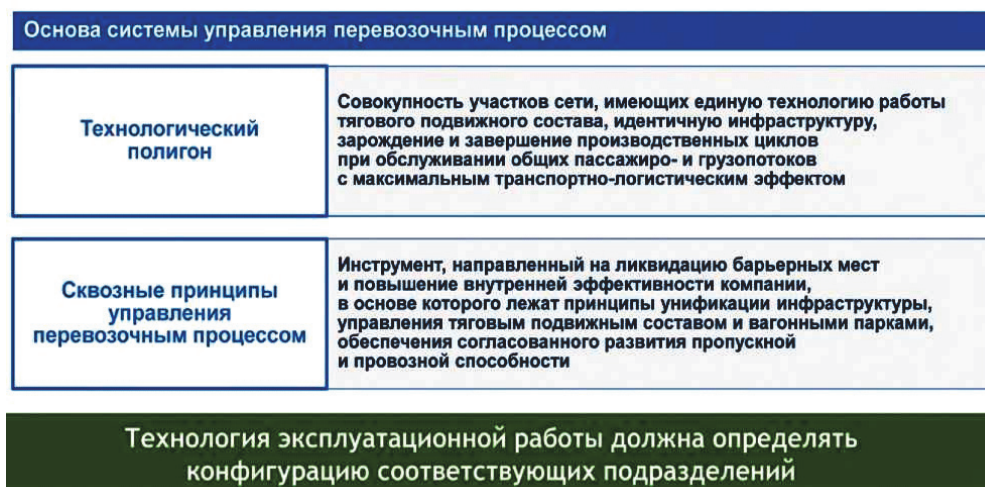 Основа системы управления перевозочным процессом
Технологический
полигон
Совокупность участков сети, имеющих единую технологию работы
тягового подвижного состава, идентичную инфраструктуру,
зарождение и завершение производственных циклов
при обслуживании общих пассажиро- и грузопотоков
с максимальным транспортно-логистическим эффектом
Сквозные принципы
управления
перевозочным процессом
Инструмент, направленный на ликвидацию барьерных мест
и повышение внутренней эффективности компании,
в основе которого лежат принципы унификации инфраструктуры,
управления тяговым подвижным составом и вагонными парками,
обеспечения согласованного развития пропускной
и провозной способности
Технология эксплуатационной работы должна определять
конфигурацию соответствующих подразделений